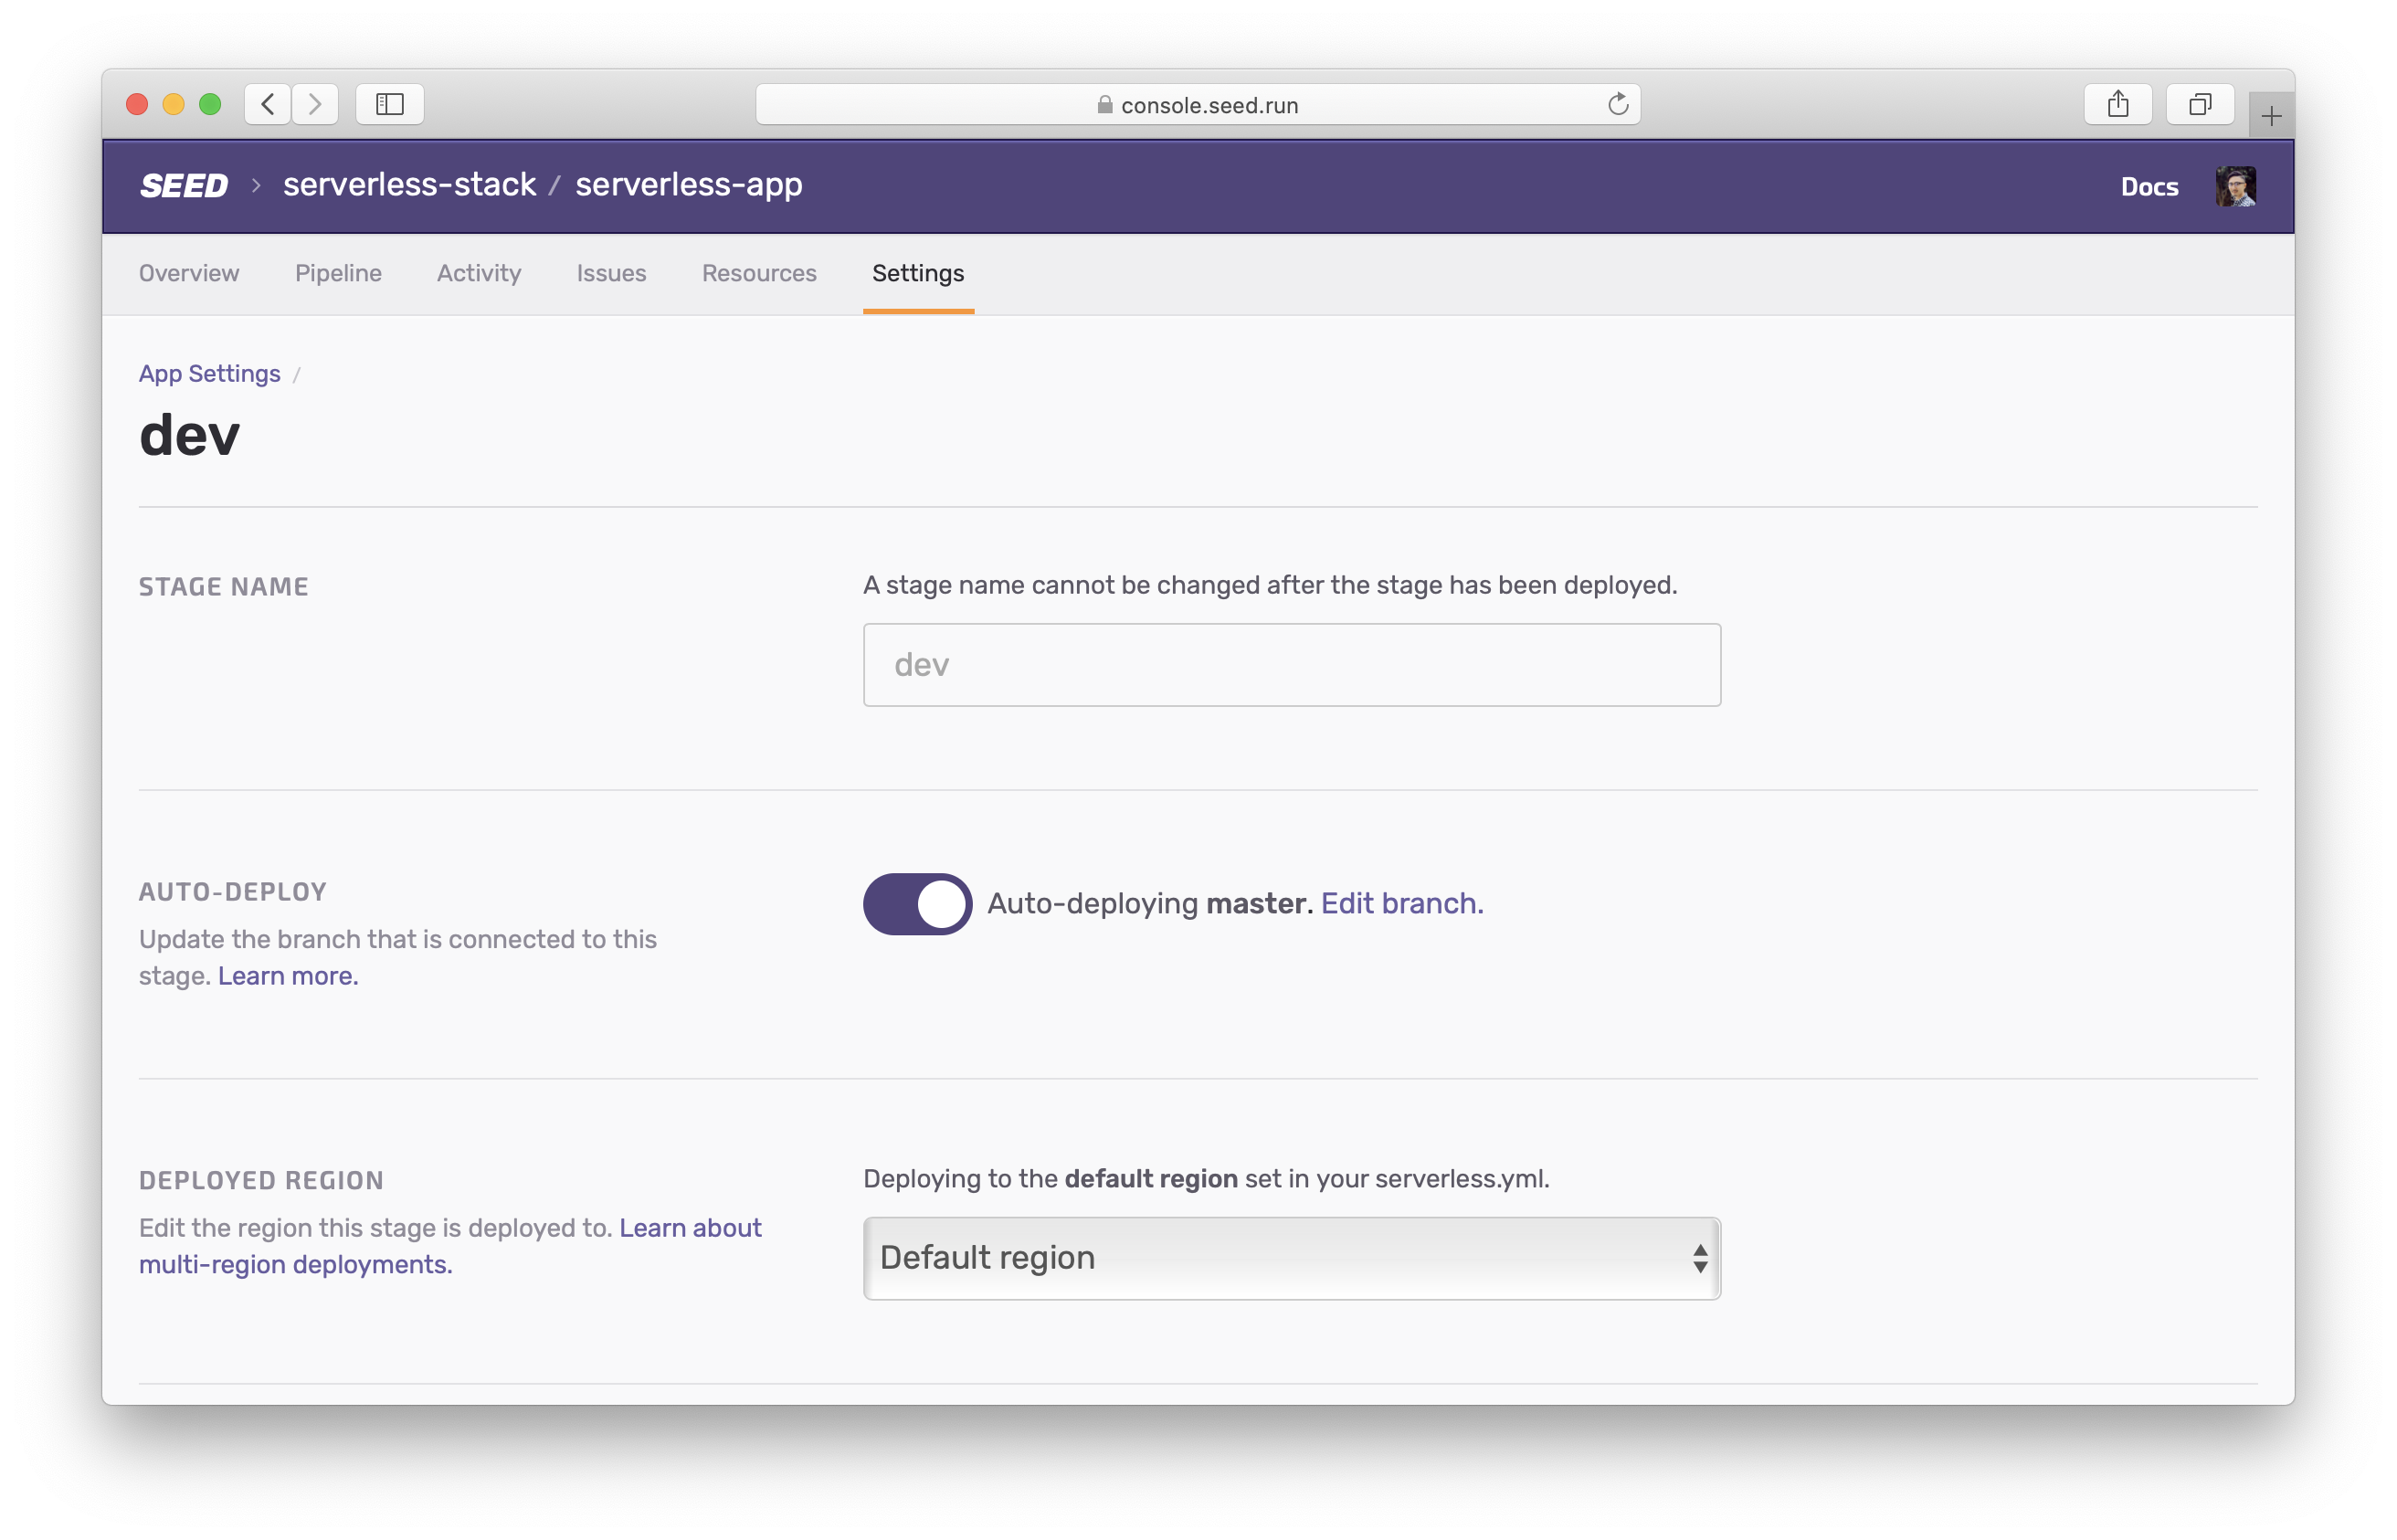 console.seed.run
SEED > serverless-stack / serverless-app
Docs
Overview Pipeline Activity Issues Resources Settings
App Settings /
dev
STAGE NAME
A stage name cannot be changed after the stage has been deployed.
dev
AUTO-DEPLOY
Update the branch that is connected to this
stage. Learn more.
Auto-deploying master. Edit branch.
DEPLOYED REGION
Edit the region this stage is deployed to. Learn about
multi-region deployments.
Deploying to the default region set in your serverless.yml.
Default region